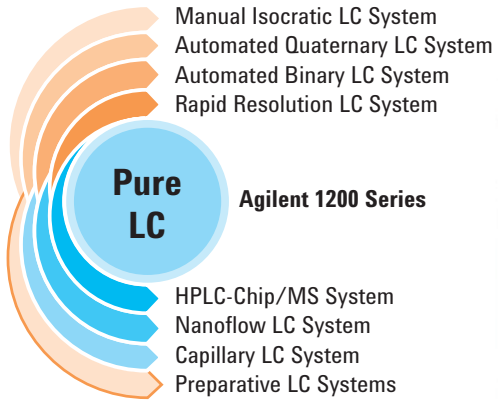 Manual Isocratic LC System
Automated Quaternary LC System
Automated Binary LC System
Rapid Resolution LC System
Pure
LC
Agilent 1200 Series
HPLC-Chip/MS System
Nanoflow LC System
Capillary LC System
Preparative LC Systems